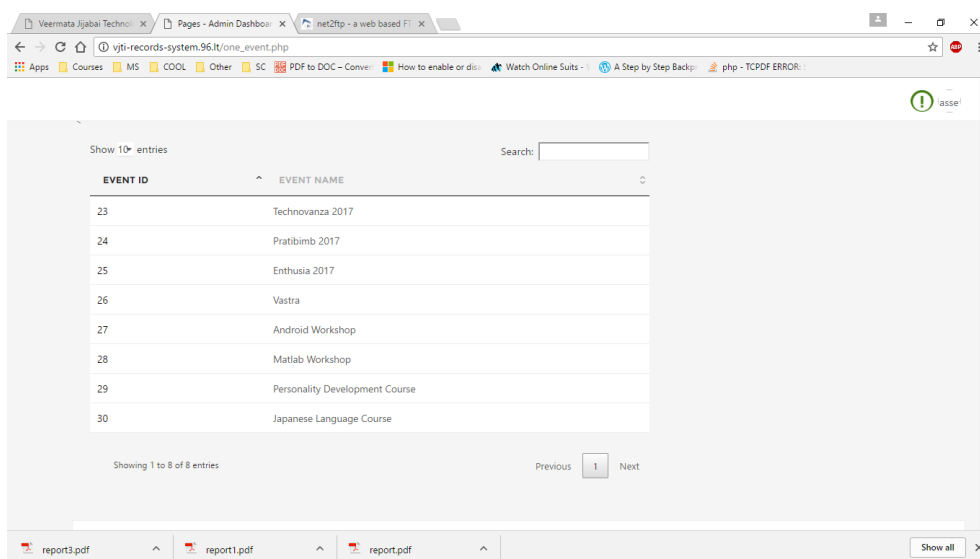 Veermata Jijabai Technol
Pages - Admin Dashboar
net2ftp - a web based FT
vjti-records-system.96.lt/one_event.php
ABP
Apps Courses MS COOL Other SC PDF to DOC – Conver How to enable or disa Watch Online Suits - A Step by Step Backp php - TCPDF ERROR:
asse
Show 10 entries
Search:
EVENT ID EVENT NAME
23 Technovanza 2017
24 Pratibimb 2017
25 Enthusia 2017
26 Vastra
27 Android Workshop
28 Matlab Workshop
29 Personality Development Course
30 Japanese Language Course
Showing 1 to 8 of 8 entries
Previous 1 Next
report3.pdf report1.pdf report.pdf Show all